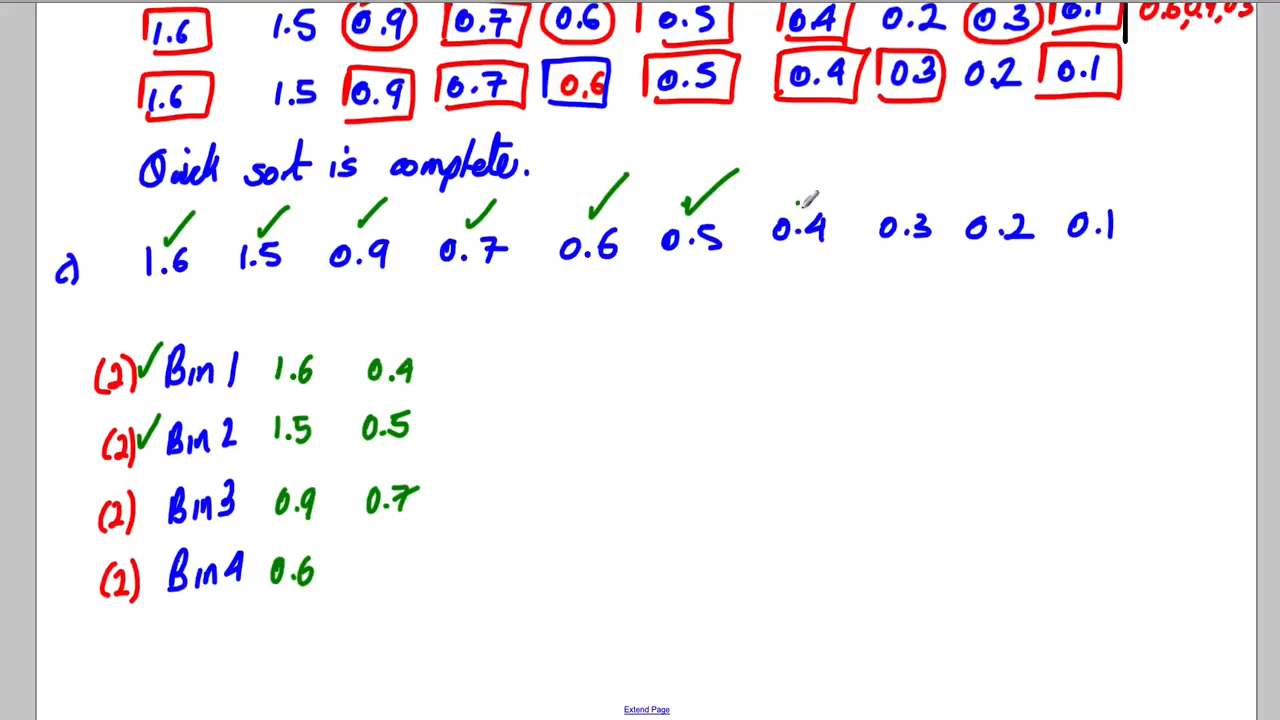 1.6 1.5 0.9 0.7 0.6 0.5 0.4 0.2 0.3 0.1
1.6 1.5 0.9 0.7 0.6 0.5 0.4 0.3 0.2 0.1
Quick sort is complete.
c) 1.6 1.5 0.9 0.7 0.6 0.5 0.4 0.3 0.2 0.1
(2) ✓ Bin 1 1.6 0.4
(2) ✓ Bin 2 1.5 0.5
(2) Bin 3 0.9 0.7
(2) Bin 4 0.6
Extend Page